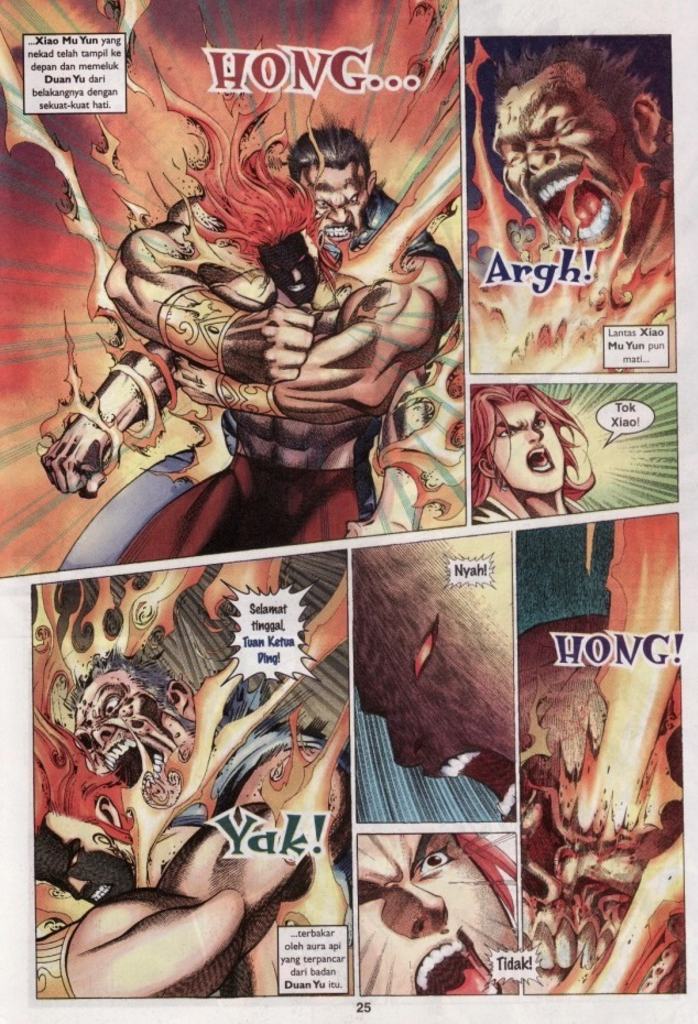 ...Xiao Mu Yun yang
nekad telah tampil ke
depan dan memeluk
Duan Yu dari
belakangnya dengan
sekuat-kuat hati.
HONG...
Argh!
Lantas Xiao
Mu Yun pun
mati...
Tok
Xiao!
Selamat
tinggal,
Tuan Ketua
Ding!
Yak!
...terbakar
oleh aura api
yang terpancar
dari badan
Duan Yu itu.
Nyah!
Tidak!
HONG!
25